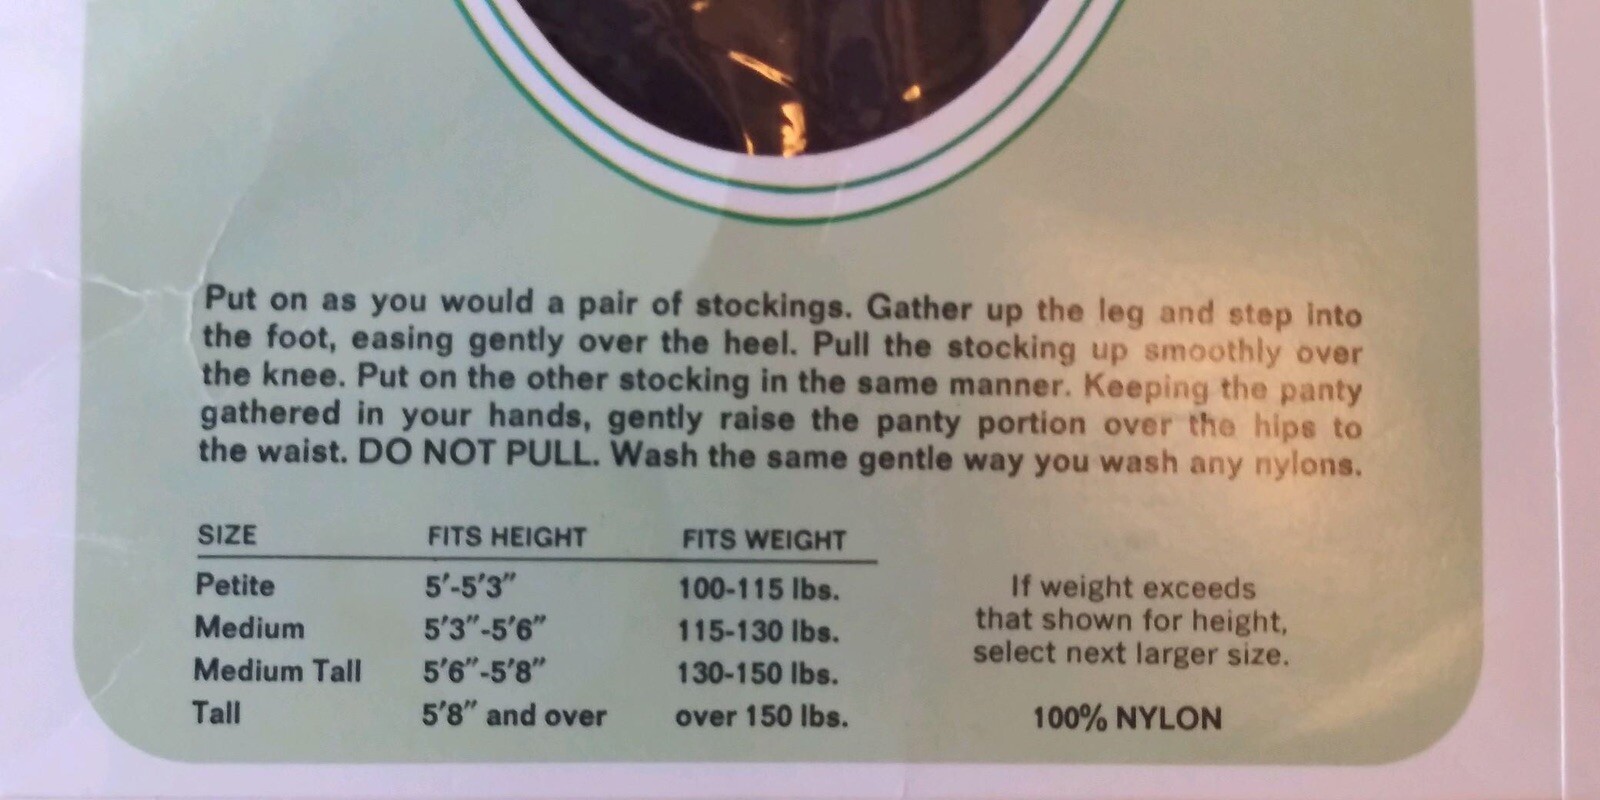 Put on as you would a pair of stockings. Gather up the leg and step into
the foot, easing gently over the heel. Pull the stocking up smoothly over
the knee. Put on the other stocking in the same manner. Keeping the panty
gathered in your hands, gently raise the panty portion over the hips to
the waist. DO NOT PULL. Wash the same gentle way you wash any nylons.
SIZE FITS HEIGHT FITS WEIGHT
Petite 5′-5′3″ 100-115 lbs.
Medium 5′3″-5′6″ 115-130 lbs.
Medium Tall 5′6″-5′8″ 130-150 lbs.
Tall 5′8″ and over over 150 lbs.
If weight exceeds
that shown for height,
select next larger size.
100% NYLON